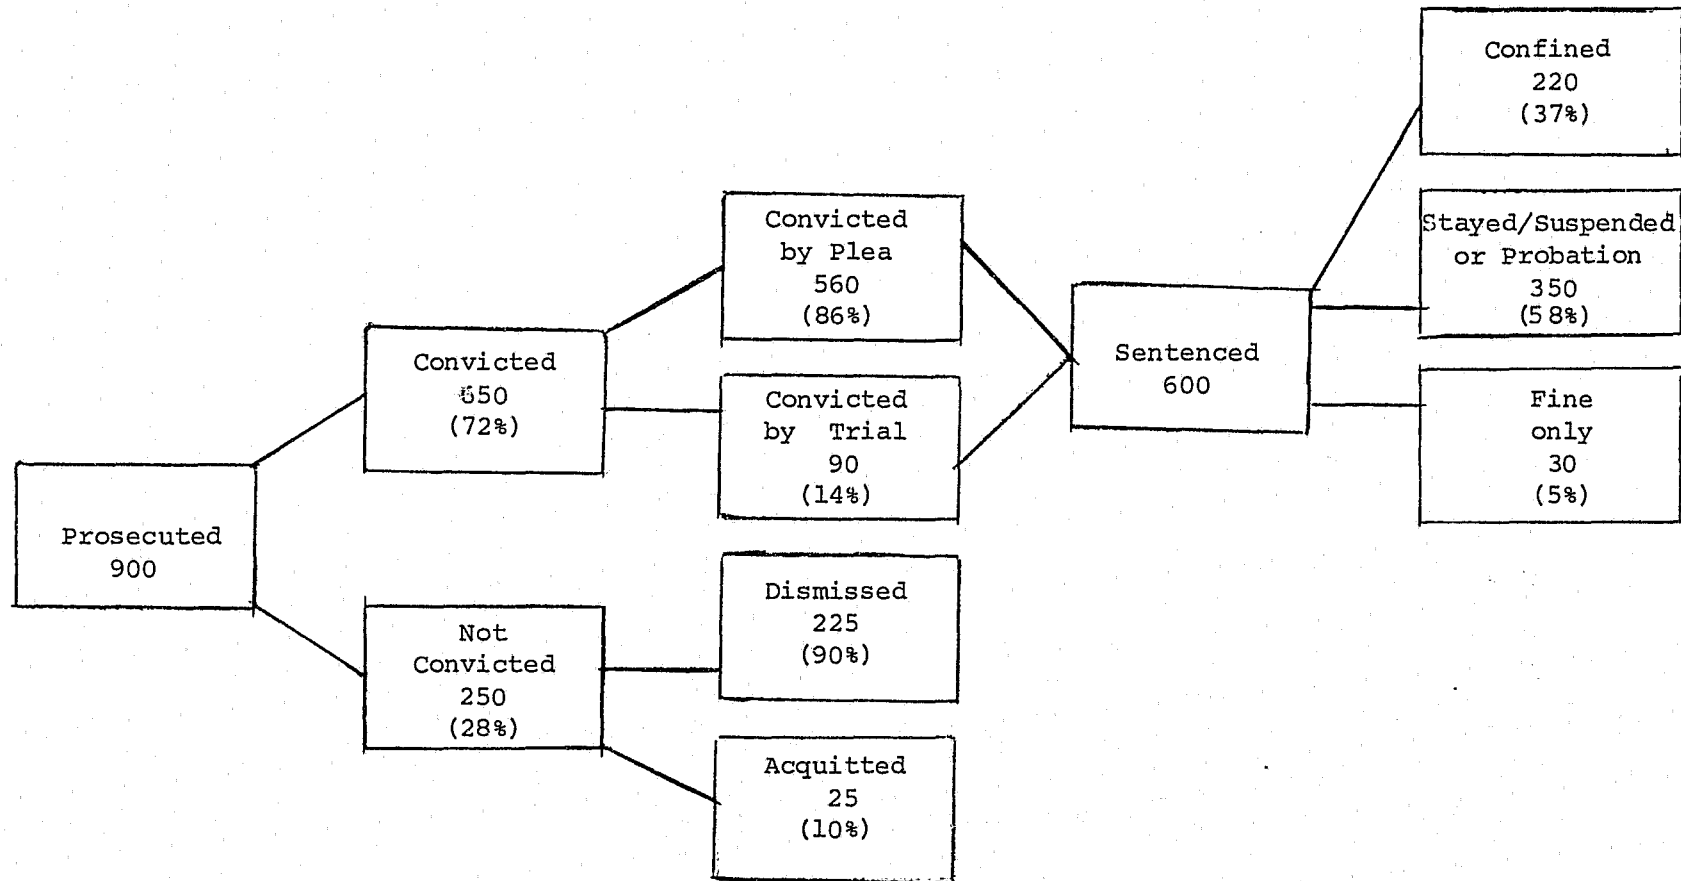 Prosecuted
900
Convicted
650
(72%)
Not
Convicted
250
(28%)
Convicted
by Plea
560
(86%)
Convicted
by Trial
90
(14%)
Dismissed
225
(90%)
Acquitted
25
(10%)
Sentenced
600
Confined
220
(37%)
Stayed/Suspended
or Probation
350
(58%)
Fine
only
30
(5%)